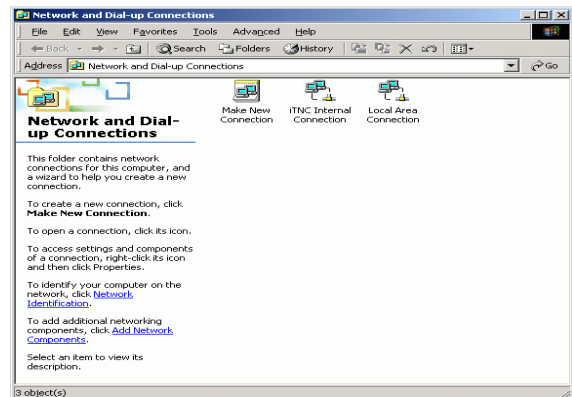 Network and Dial-up Connections
File Edit View Favorites Tools Advanced Help
Back Search Folders History
Address Network and Dial-up Connections Go
Make New Connection
iTNC Internal Connection
Local Area Connection
Network and Dial-
up Connections
This folder contains network
connections for this computer, and
a wizard to help you create a new
connection.
To create a new connection, click
Make New Connection.
To open a connection, click its icon.
To access settings and components
of a connection, right-click its icon
and then click Properties.
To identify your computer on the
network, click Network
Identification.
To add additional networking
components, click Add Network
Components.
Select an item to view its
description.
3 object(s)